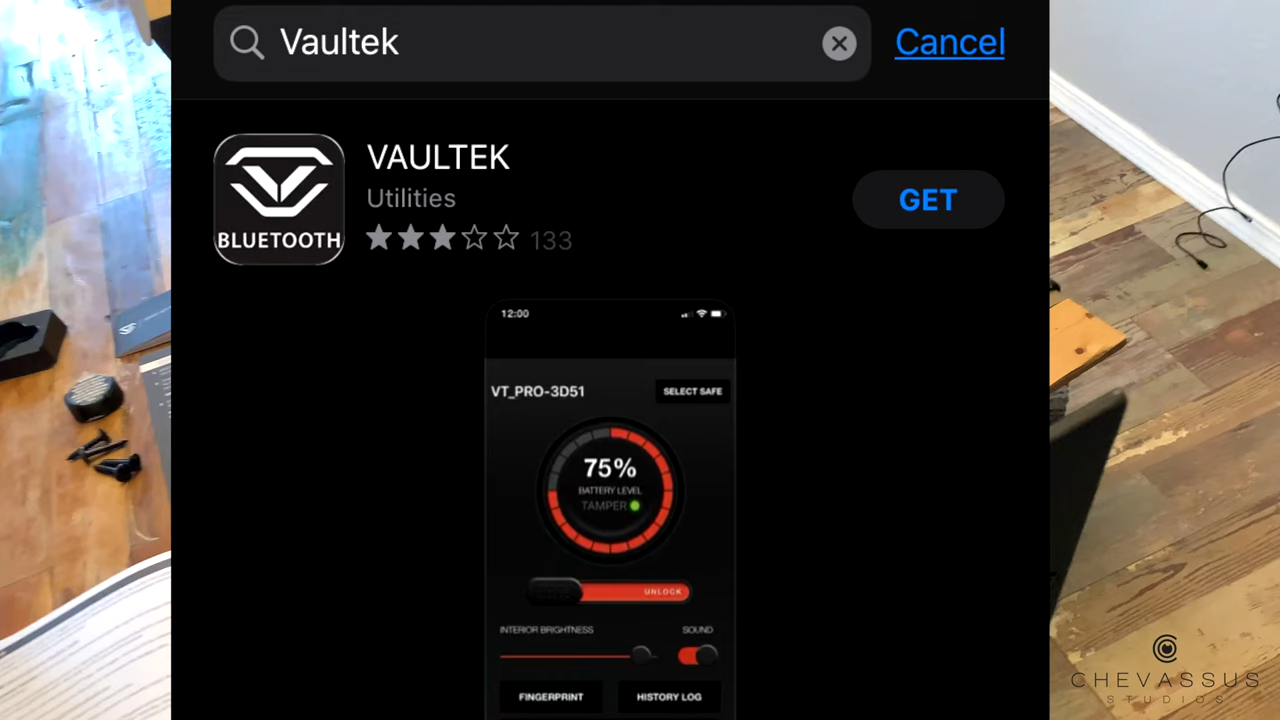 Vaultek
Cancel
VAULTEK
Utilities
133
GET
BLUETOOTH
12:00
VT_PRO-3D51
SELECT SAFE
75%
BATTERY LEVEL
TAMPER
UNLOCK
INTERIOR BRIGHTNESS
SOUND
FINGERPRINT
HISTORY LOG
CHEVASSUS
STUDIOS